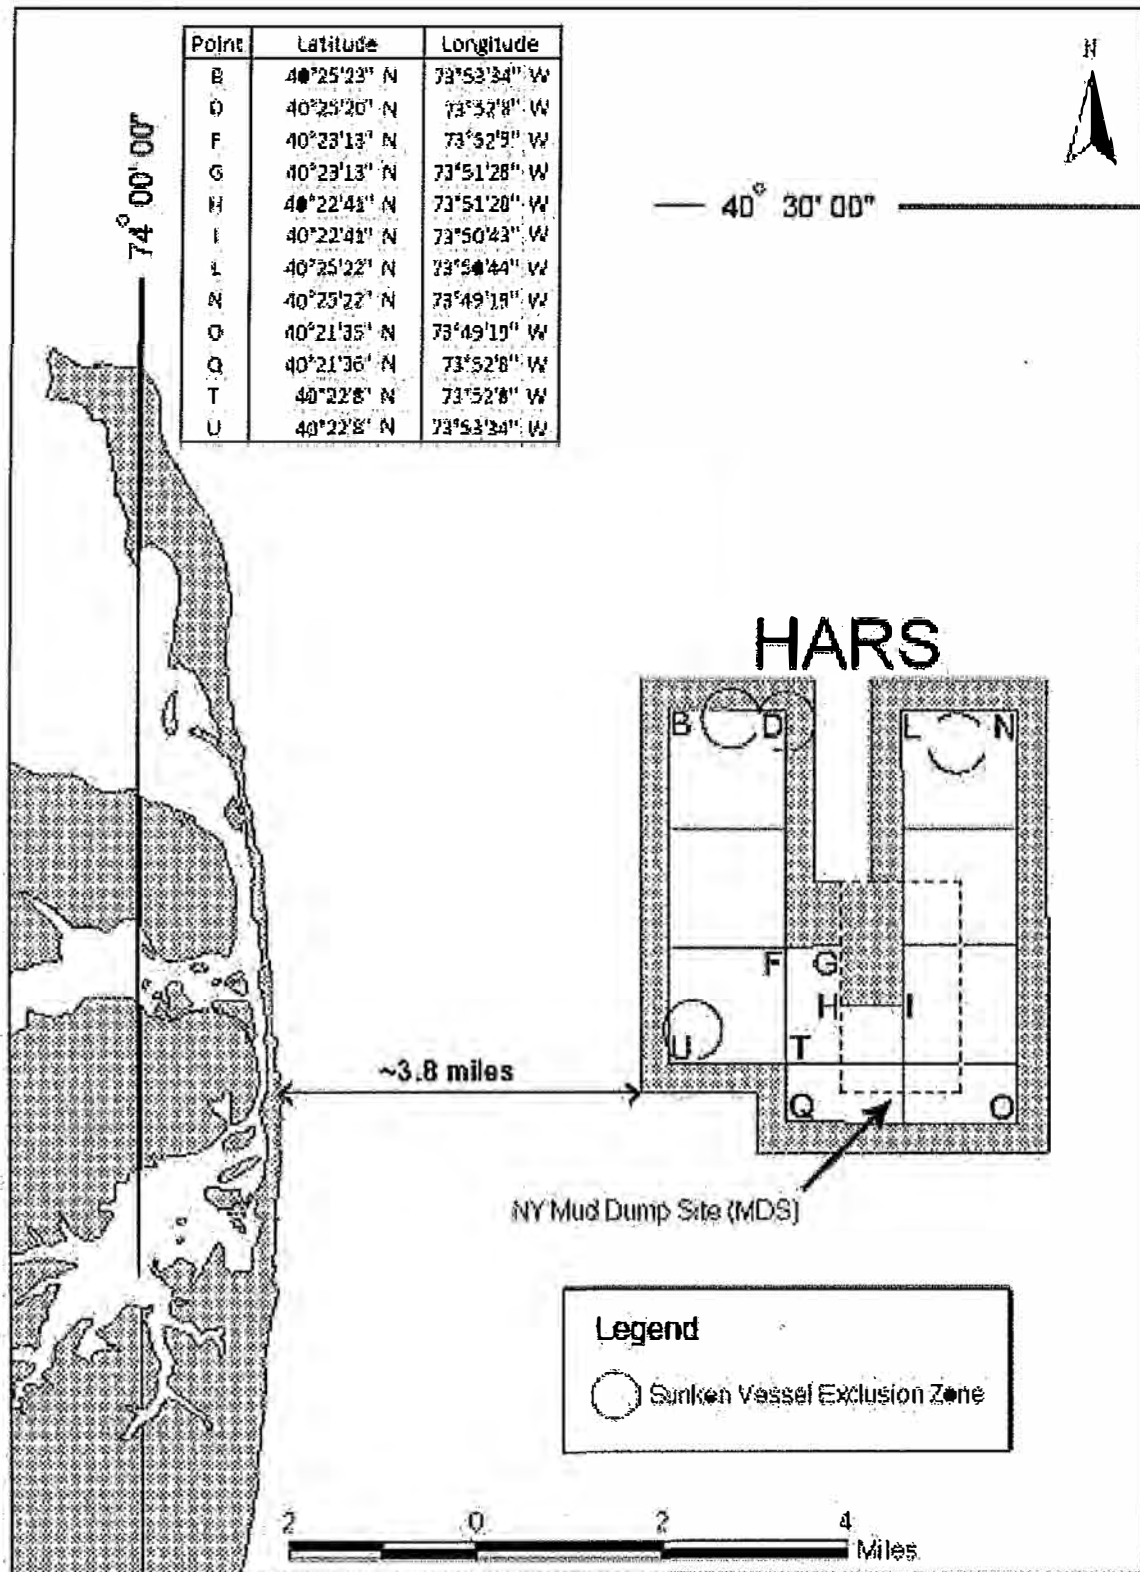 Point Latitude Longitude
B 40°25'23" N 73°53'34" W
D 40°25'20" N 73°52'8" W
F 40°23'13" N 73°52'9" W
G 40°23'13" N 73°51'28" W
H 40°22'41" N 73°51'28" W
I 40°22'41" N 73°50'43" W
L 40°25'22" N 73°50'44" W
N 40°25'22" N 73°49'19" W
O 40°21'35" N 73°49'19" W
Q 40°21'36" N 73°52'8" W
T 40°22'8" N 73°52'8" W
U 40°22'8" N 73°53'34" W
N
74° 00' 00"
40° 30' 00"
HARS
B D L N
F G
H I
U T
~3.8 miles
Q O
NY Mud Dump Site (MDS)
Legend
Sunken Vessel Exclusion Zone
2 0 2 4
Miles